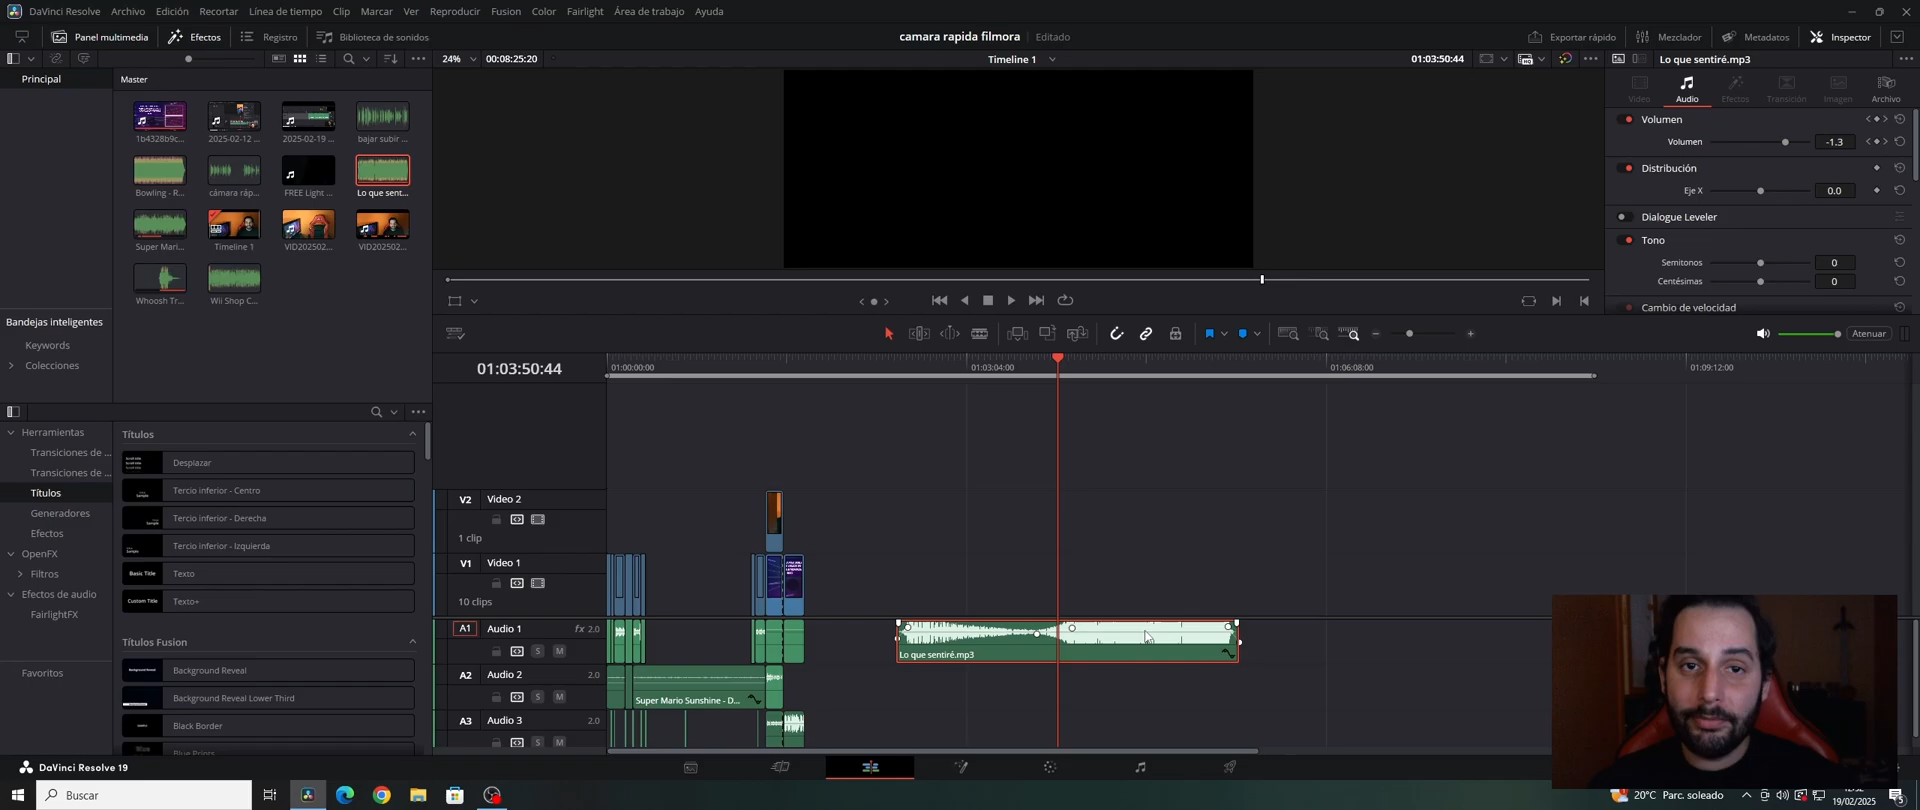 DaVinci Resolve Archivo Edición Recortar Línea de tiempo Clip Marcar Ver Reproducir Fusion Color Fairlight Área de trabajo Ayuda
Panel multimedia Efectos Registro Biblioteca de sonidos camara rapida filmora Editado Exportar rápido Mezclador Metadatos Inspector
24% 00:08:25:20 Timeline 1 01:03:50:44 Lo que sentiré.mp3
Principal Master
Video Audio Efectos Transición Imagen Archivo
1b4328b9c... 2025-02-12 ... 2025-02-19 ... bajar subir ...
Bowling - R... cámara ráp... FREE Light ... Lo que sent...
Super Mari... Timeline 1 VID202502... VID202502...
Whoosh Tr... Wii Shop C...
Volumen
Volumen -1.3
Distribución
Eje X 0.0
Dialogue Leveler
Tono
Semitonos 0
Centésimas 0
Cambio de velocidad
Bandejas inteligentes
Keywords
Colecciones
Atenuar
01:03:50:44 01:00:00:00 01:03:04:00 01:06:08:00 01:09:12:00
Herramientas
Transiciones de ...
Transiciones de ...
Títulos
Generadores
Efectos
OpenFX
Filtros
Efectos de audio
FairlightFX
Favoritos
Títulos
Desplazar
Tercio inferior - Centro
Tercio inferior - Derecha
Tercio inferior - Izquierda
Basic Title Texto
Custom Title Texto+
Títulos Fusion
Background Reveal
Background Reveal Lower Third
Black Border
Blue Prints
V2 Video 2
1 clip
V1 Video 1
10 clips
A1 Audio 1 fx 2.0
S M
Lo que sentiré.mp3
A2 Audio 2 2.0
S M
Super Mario Sunshine - D...
A3 Audio 3 2.0
S M
DaVinci Resolve 19
Buscar
20°C Parc. soleado
19/02/2025
5